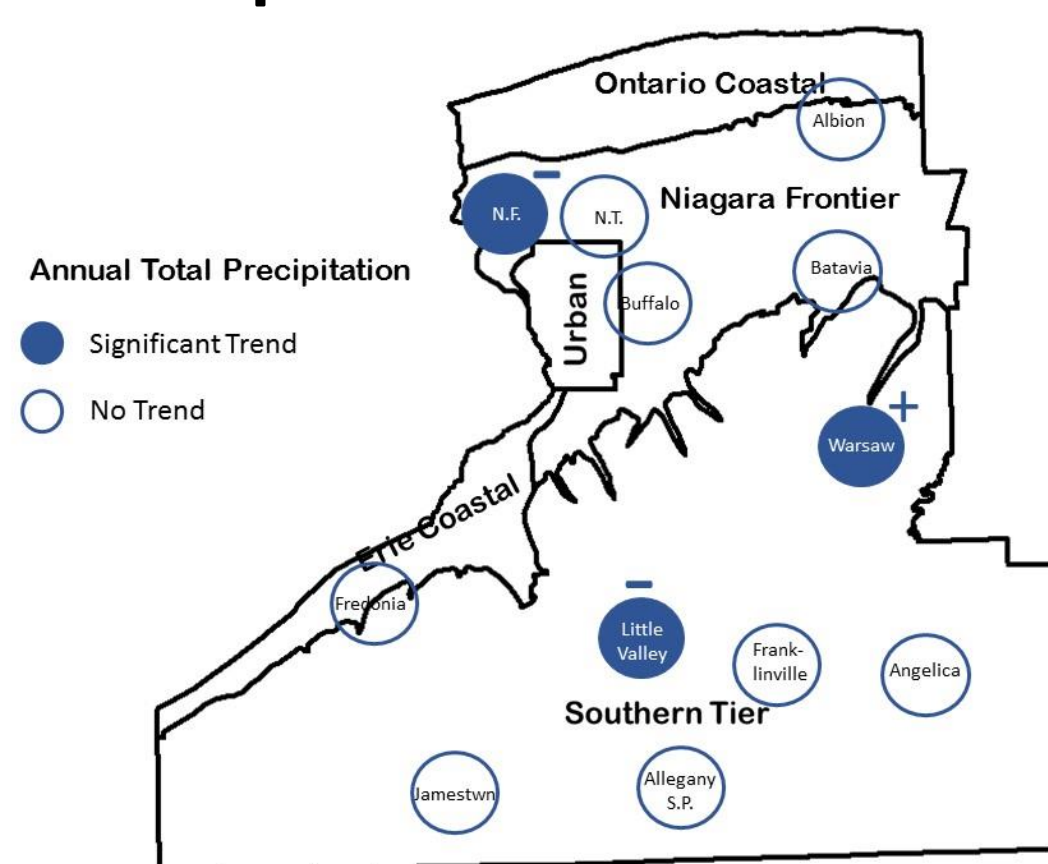 Ontario Coastal
Albion
−
N.F.
N.T.
Niagara Frontier
Annual Total Precipitation
Batavia
Urban
Buffalo
Significant Trend
No Trend
+
Warsaw
Erie Coastal
Fredonia
−
Little
Valley
Frank-
linville
Angelica
Southern Tier
Jamestwn
Allegany
S.P.